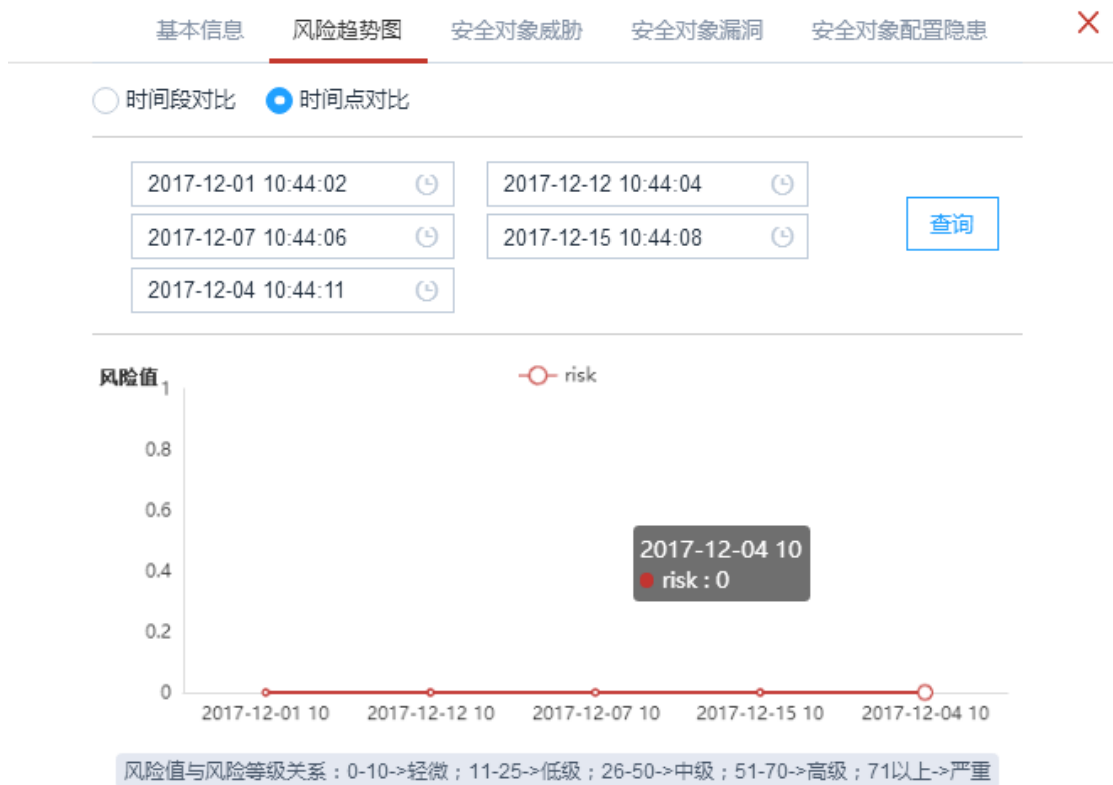 基本信息 风险趋势图 安全对象威胁 安全对象漏洞 安全对象配置隐患
时间段对比 时间点对比
2017-12-01 10:44:02 2017-12-12 10:44:04
查询
2017-12-07 10:44:06 2017-12-15 10:44:08
2017-12-04 10:44:11
风险值 risk
1
0.8
0.6
2017-12-04 10
risk : 0
0.4
0.2
0
2017-12-01 10 2017-12-12 10 2017-12-07 10 2017-12-15 10 2017-12-04 10
风险值与风险等级关系：0-10->轻微；11-25->低级；26-50->中级；51-70->高级；71以上->严重